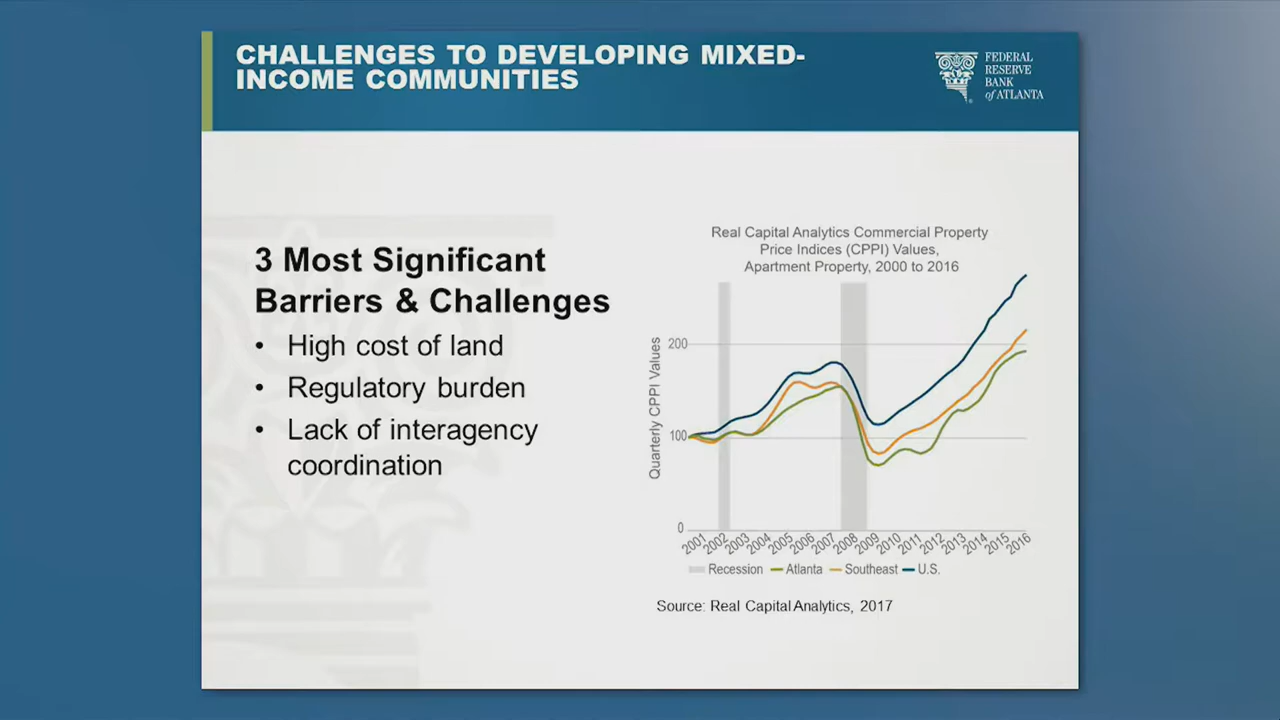 CHALLENGES TO DEVELOPING MIXED-
INCOME COMMUNITIES
FEDERAL
RESERVE
BANK
of ATLANTA
3 Most Significant
Barriers & Challenges
• High cost of land
• Regulatory burden
• Lack of interagency
coordination
Real Capital Analytics Commercial Property
Price Indices (CPPI) Values,
Apartment Property, 2000 to 2016
Quarterly CPPI Values
200
100
0
2001 2002 2003 2004 2005 2006 2007 2008 2009 2010 2011 2012 2013 2014 2015 2016
Recession Atlanta Southeast U.S.
Source: Real Capital Analytics, 2017